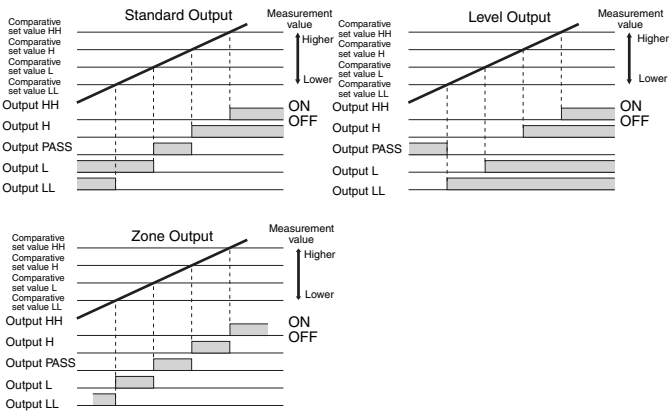 Standard Output
Measurement
value
Comparative
set value HH
Comparative
set value H
Comparative
set value L
Comparative
set value LL
Higher
Lower
Output HH
ON
OFF
Output H
Output PASS
Output L
Output LL
Level Output
Measurement
value
Comparative
set value HH
Comparative
set value H
Comparative
set value L
Comparative
set value LL
Higher
Lower
Output HH
ON
OFF
Output H
Output PASS
Output L
Output LL
Zone Output
Measurement
value
Comparative
set value HH
Comparative
set value H
Comparative
set value L
Comparative
set value LL
Higher
Lower
Output HH
ON
OFF
Output H
Output PASS
Output L
Output LL